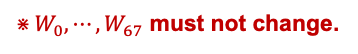 ※ W₀, ⋯, W₆₇ must not change.